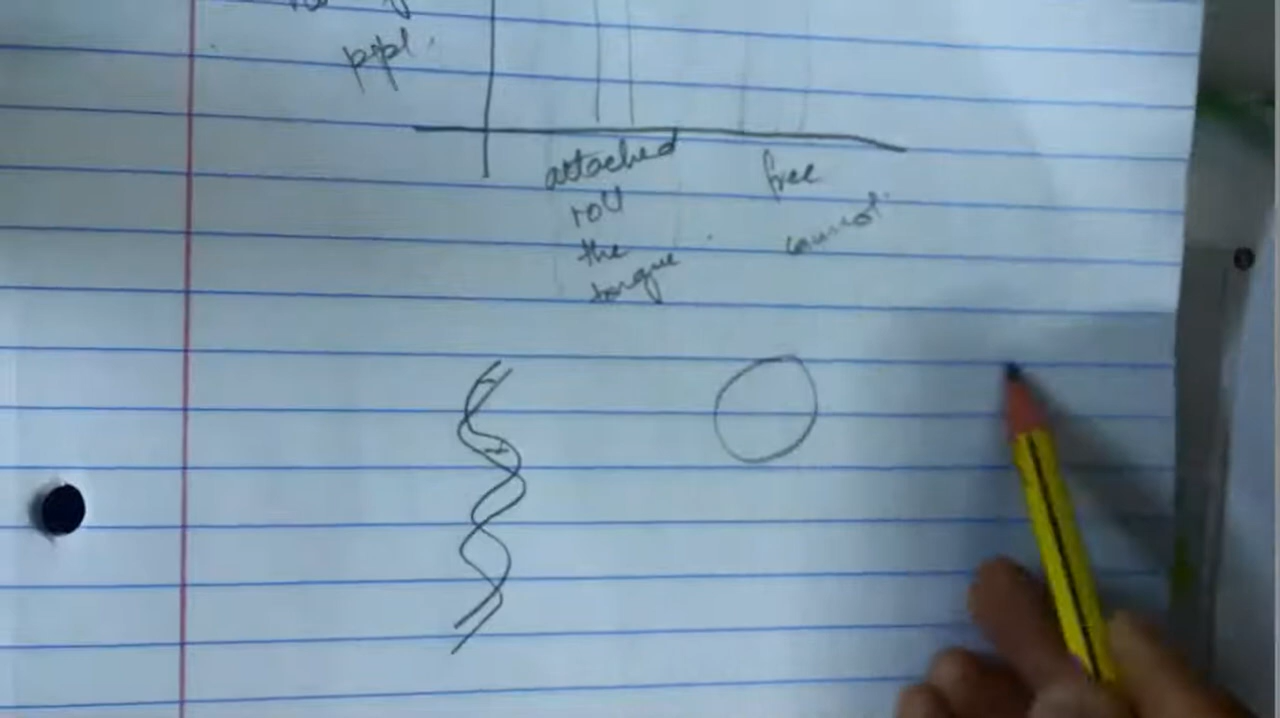 ppl.
attached free
roll cannot
the
tongue